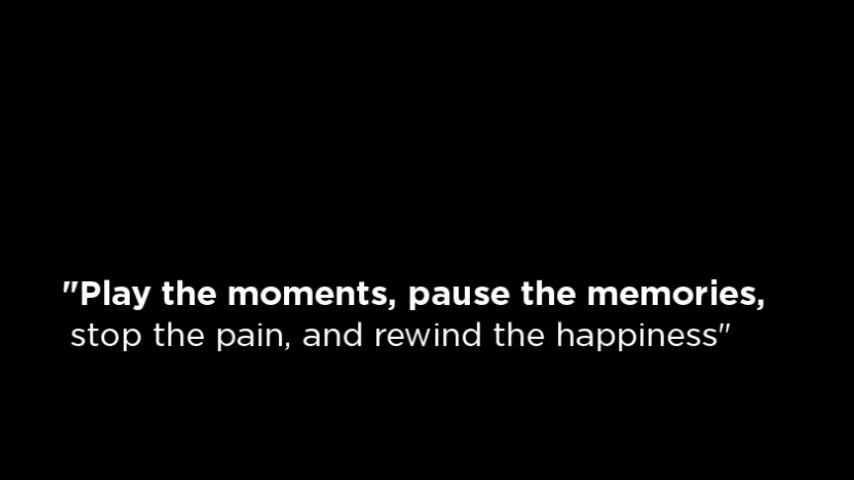 "Play the moments, pause the memories,
stop the pain, and rewind the happiness"